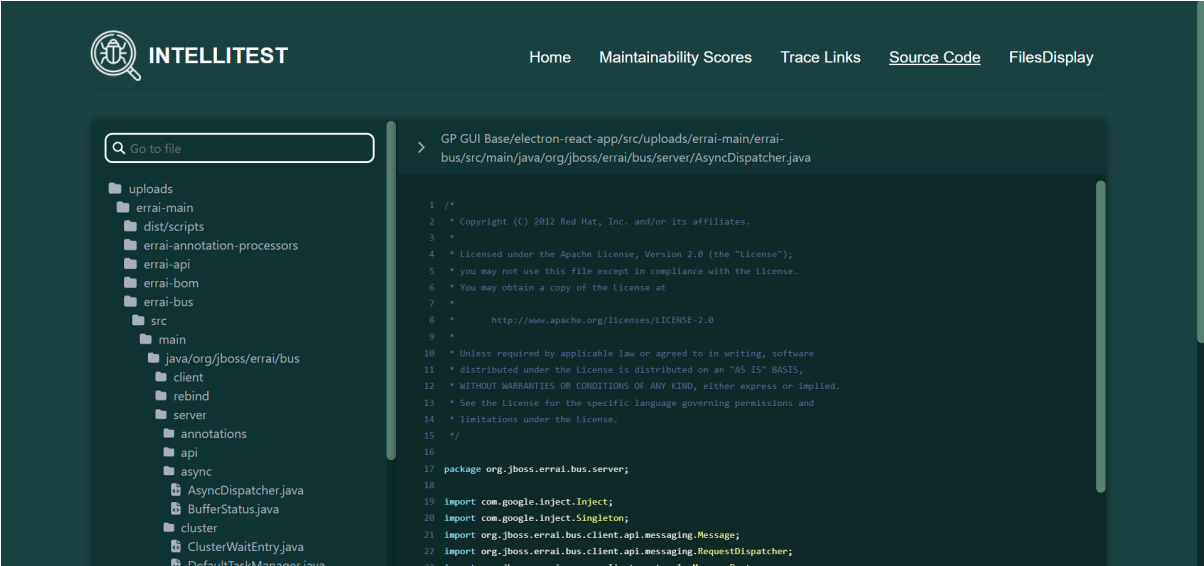 INTELLITEST
Home Maintainability Scores Trace Links Source Code FilesDisplay
Go to file
uploads
errai-main
dist/scripts
errai-annotation-processors
errai-api
errai-bom
errai-bus
src
main
java/org/jboss/errai/bus
client
rebind
server
annotations
api
async
AsyncDispatcher.java
BufferStatus.java
cluster
ClusterWaitEntry.java
DefaultTaskManager.java
GP GUI Base/electron-react-app/src/uploads/errai-main/errai-
bus/src/main/java/org/jboss/errai/bus/server/AsyncDispatcher.java
1 /*
2 * Copyright (C) 2012 Red Hat, Inc. and/or its affiliates.
3 *
4 * Licensed under the Apache License, Version 2.0 (the "License");
5 * you may not use this file except in compliance with the License.
6 * You may obtain a copy of the License at
7 *
8 * http://www.apache.org/licenses/LICENSE-2.0
9 *
10 * Unless required by applicable law or agreed to in writing, software
11 * distributed under the License is distributed on an "AS IS" BASIS,
12 * WITHOUT WARRANTIES OR CONDITIONS OF ANY KIND, either express or implied.
13 * See the License for the specific language governing permissions and
14 * limitations under the License.
15 */
16
17 package org.jboss.errai.bus.server;
18
19 import com.google.inject.Inject;
20 import com.google.inject.Singleton;
21 import org.jboss.errai.bus.client.api.messaging.Message;
22 import org.jboss.errai.bus.client.api.messaging.RequestDispatcher;